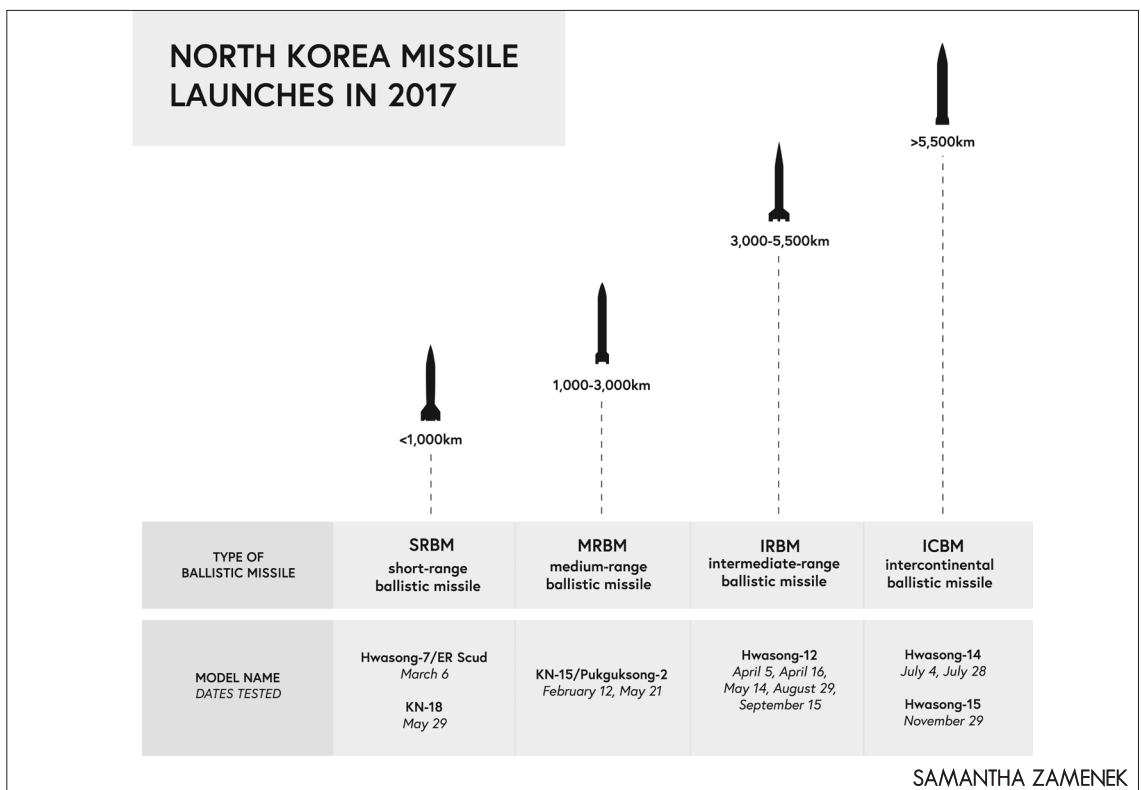 NORTH KOREA MISSILE
LAUNCHES IN 2017
>5,500km
3,000-5,500km
1,000-3,000km
<1,000km
TYPE OF
BALLISTIC MISSILE
SRBM
short-range
ballistic missile
MRBM
medium-range
ballistic missile
IRBM
intermediate-range
ballistic missile
ICBM
intercontinental
ballistic missile
MODEL NAME
DATES TESTED
Hwasong-7/ER Scud
March 6
KN-18
May 29
KN-15/Pukguksong-2
February 12, May 21
Hwasong-12
April 5, April 16,
May 14, August 29,
September 15
Hwasong-14
July 4, July 28
Hwasong-15
November 29
SAMANTHA ZAMENEK